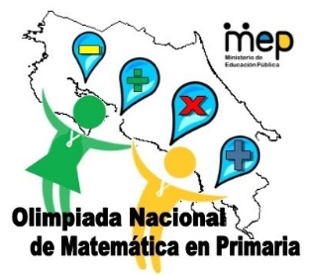 mep
Ministerio de
Educación Pública
Olimpiada Nacional
de Matemática en Primaria